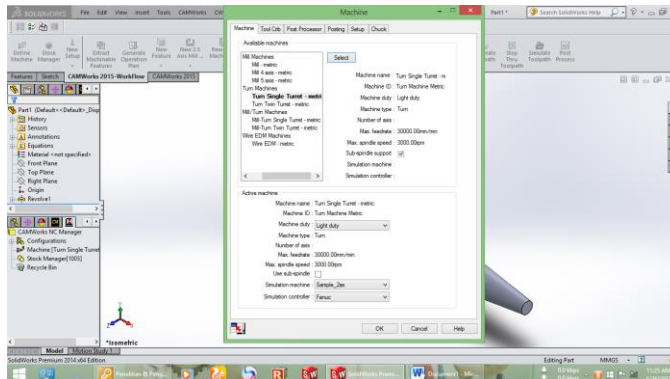 SOLIDWORKS
File Edit View Insert Tools CAMWorks
Machine
Part1 *
Search SolidWorks Help
Define Machine
Stock Manager
New Setup
Extract Machinable Features
Generate Operation Plan
New Feature
New 2.5 Axis Mill ...
Step Thru Toolpath
Simulate Toolpath
Post Process
Features Sketch CAMWorks 2015-Workflow CAMWorks 2015
Part1 (Default<<Default>_Disp
History
Sensors
Annotations
Equations
Material <not specified>
Front Plane
Top Plane
Right Plane
Origin
Revolve1
CAMWorks NC Manager
Configurations
Machine [Turn Single Turret
Stock Manager[1005]
Recycle Bin
Machine Tool Crib Post Processor Posting Setup Chuck
Available machines
Mill Machines
Mill - metric
Mill 4 axis - metric
Mill 5 axis - metric
Turn Machines
Turn Single Turret - metri
Turn Twin Turret - metric
Mill/Turn Machines
Mill-Turn Single Turret - metric
Mill-Turn Twin Turret - metric
Wire EDM Machines
Wire EDM - metric
Select
Machine name : Turn Single Turret - m
Machine ID : Turn Machine Metric
Machine duty : Light duty
Machine type : Turn
Number of axis :
Max. feedrate : 30000.00mm/min
Max. spindle speed : 3000.00rpm
Sub-spindle support
Simulation machine :
Simulation controller :
Active machine
Machine name : Turn Single Turret - metric
Machine ID : Turn Machine Metric
Machine duty : Light duty
Machine type : Turn
Number of axis :
Max. feedrate : 30000.00mm/min
Max. spindle speed : 3000.00rpm
Use sub-spindle
Simulation machine : Sample_2ax
Simulation controller : Fanuc
OK Cancel Help
*Isometric
Model Motion Study 1
SolidWorks Premium 2014 x64 Edition
Editing Part MMGS